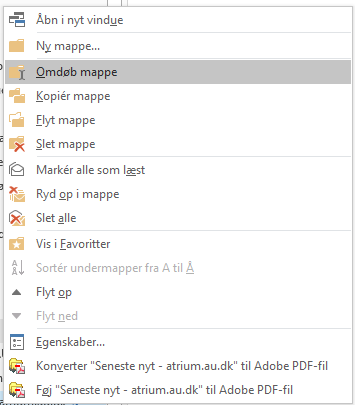 Åbn i nyt vindue
Ny mappe...
Omdøb mappe
Kopiér mappe
Flyt mappe
Slet mappe
Markér alle som læst
Ryd op i mappe
Slet alle
Vis i Favoritter
Sortér undermapper fra A til Å
Flyt op
Flyt ned
Egenskaber...
Konverter "Seneste nyt - atrium.au.dk" til Adobe PDF-fil
Føj "Seneste nyt - atrium.au.dk" til Adobe PDF-fil